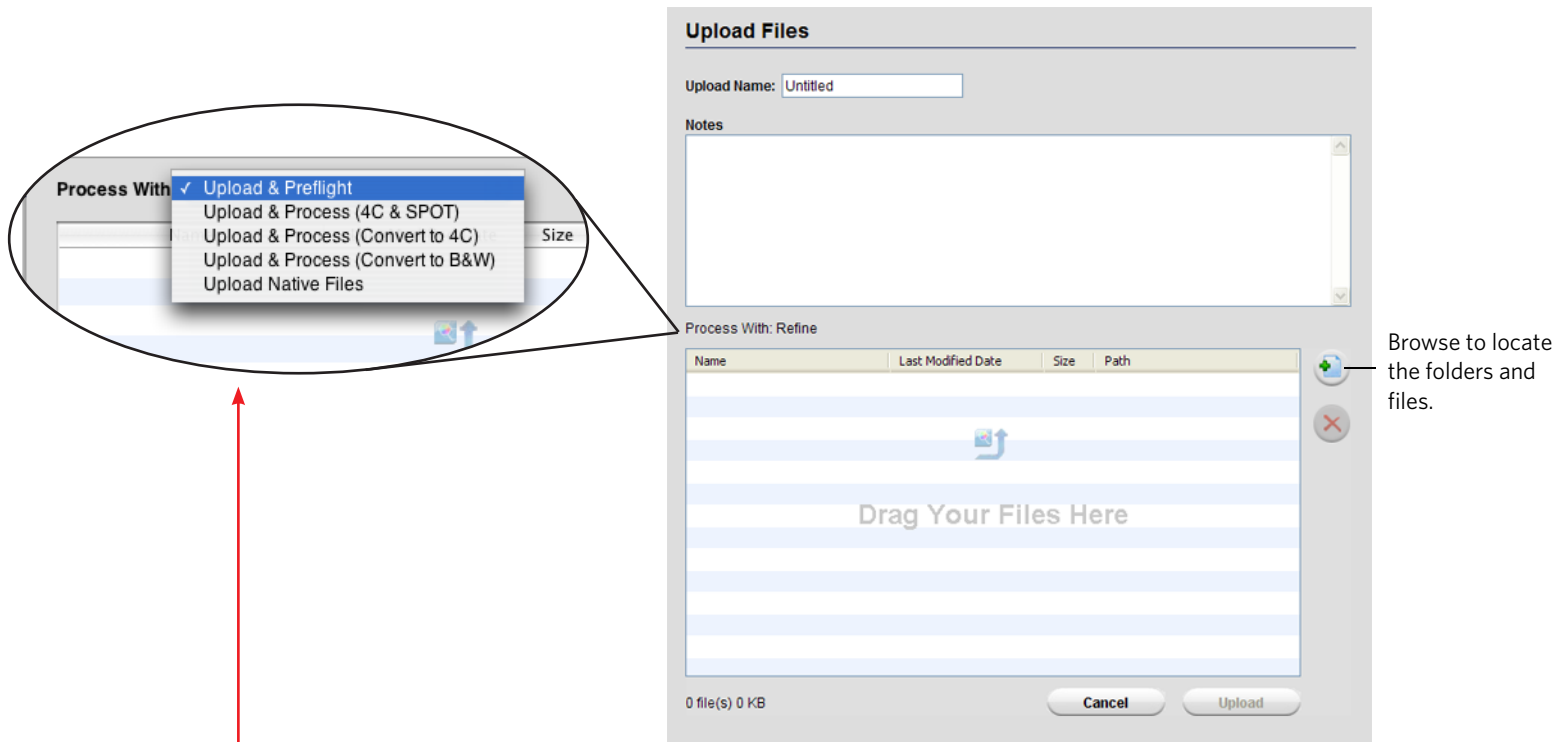 Upload Files
Upload Name: Untitled
Notes
Process With ✓ Upload & Preflight
Upload & Process (4C & SPOT)
Upload & Process (Convert to 4C)
Size
Upload & Process (Convert to B&W)
Upload Native Files
Process With: Refine
Name Last Modified Date Size Path
Browse to locate
the folders and
files.
Drag Your Files Here
0 file(s) 0 KB Cancel Upload